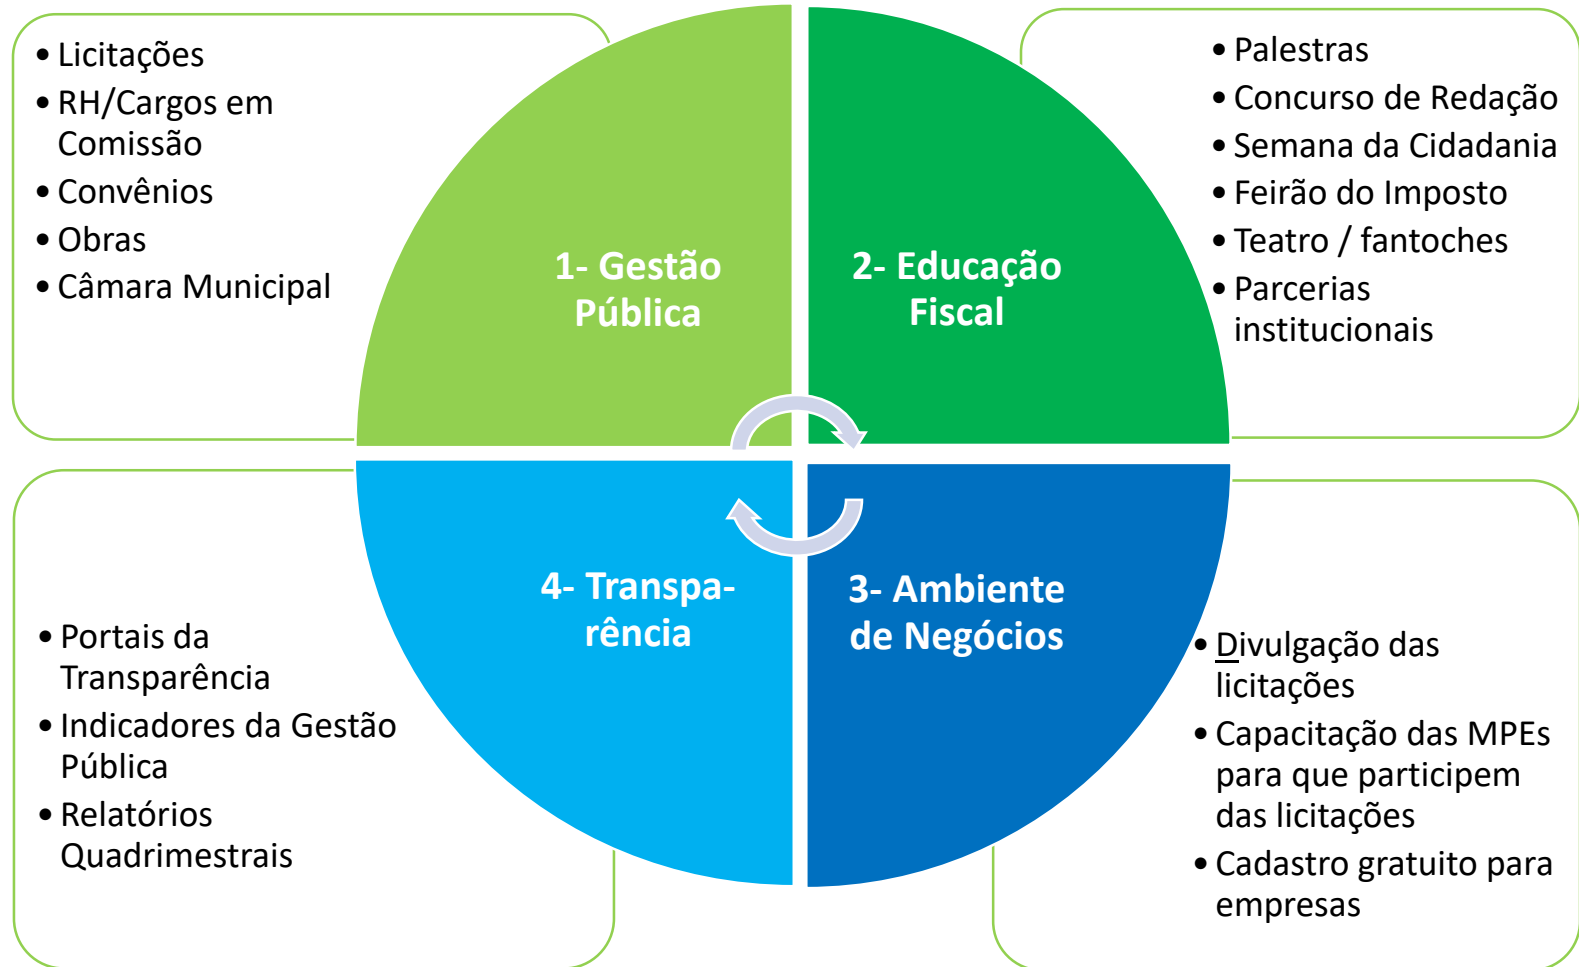 • Licitações
• RH/Cargos em
Comissão
• Convênios
• Obras
• Câmara Municipal
1- Gestão
Pública
2- Educação
Fiscal
• Palestras
• Concurso de Redação
• Semana da Cidadania
• Feirão do Imposto
• Teatro / fantoches
• Parcerias
institucionais
• Portais da
Transparência
• Indicadores da Gestão
Pública
• Relatórios
Quadrimestrais
4- Transpa-
rência
3- Ambiente
de Negócios
• Divulgação das
licitações
• Capacitação das MPEs
para que participem
das licitações
• Cadastro gratuito para
empresas